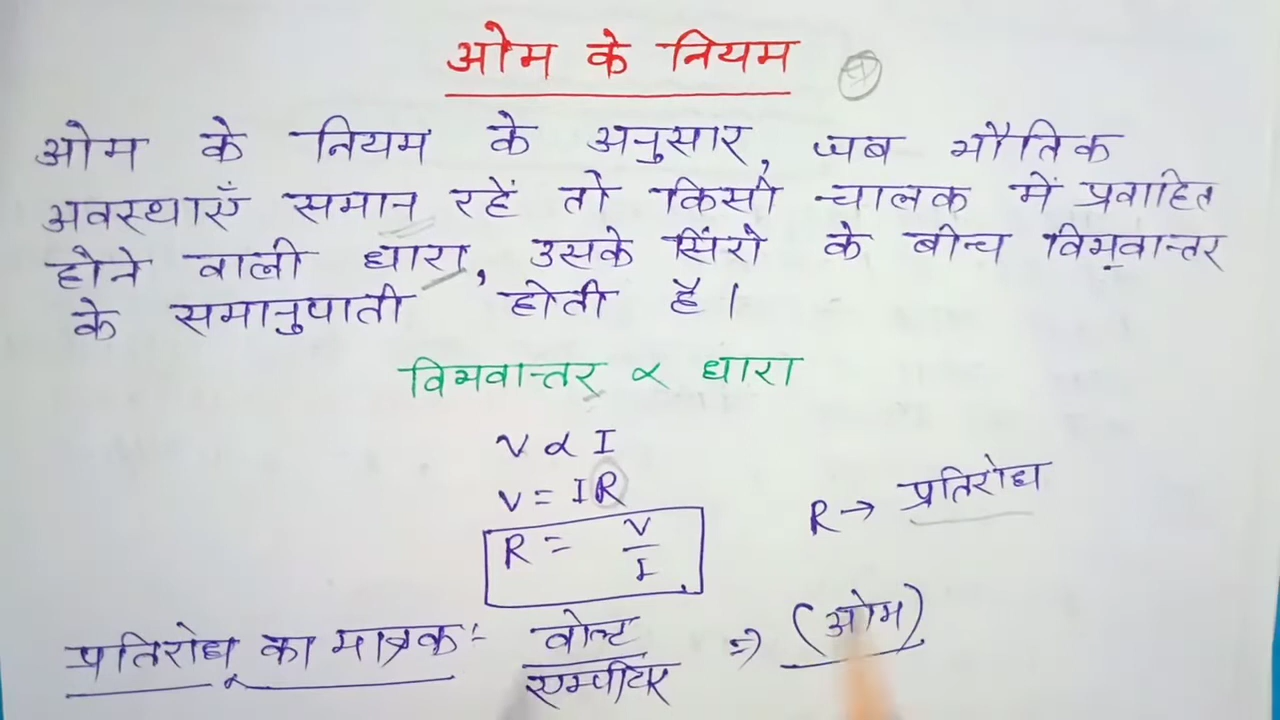 ओम के नियम
ओम के नियम के अनुसार, जब भौतिक
अवस्थाएँ समान रहें तो किसी चालक में प्रवाहित
होने वाली धारा, उसके सिरो के बीच विभवान्तर
के समानुपाती होती है।
विभवान्तर ∝ धारा
V ∝ I
V = IR
R = V/I
R → प्रतिरोध
प्रतिरोध का मात्रक :- वोल्ट/एम्पीयर ⇒ (ओम)